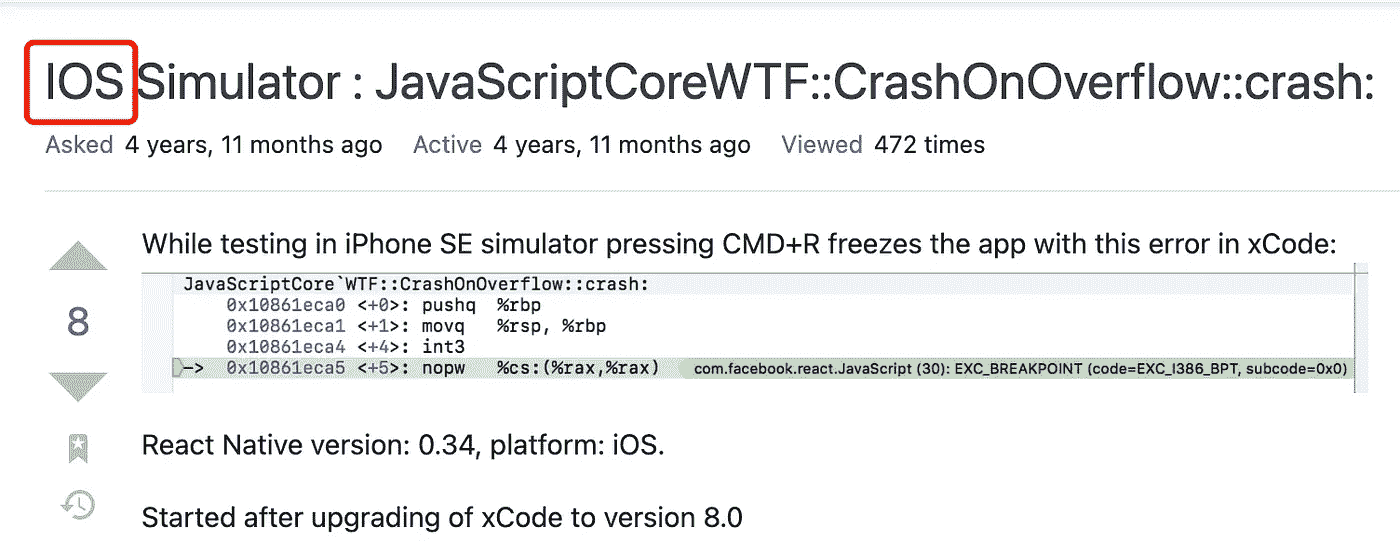 IOS Simulator : JavaScriptCoreWTF::CrashOnOverflow::crash:
Asked 4 years, 11 months ago Active 4 years, 11 months ago Viewed 472 times
While testing in iPhone SE simulator pressing CMD+R freezes the app with this error in xCode:
JavaScriptCore`WTF::CrashOnOverflow::crash:
0x10861eca0 <+0>: pushq %rbp
0x10861eca1 <+1>: movq %rsp, %rbp
0x10861eca4 <+4>: int3
-> 0x10861eca5 <+5>: nopw %cs:(%rax,%rax) com.facebook.react.JavaScript (30): EXC_BREAKPOINT (code=EXC_I386_BPT, subcode=0x0)
8
React Native version: 0.34, platform: iOS.
Started after upgrading of xCode to version 8.0